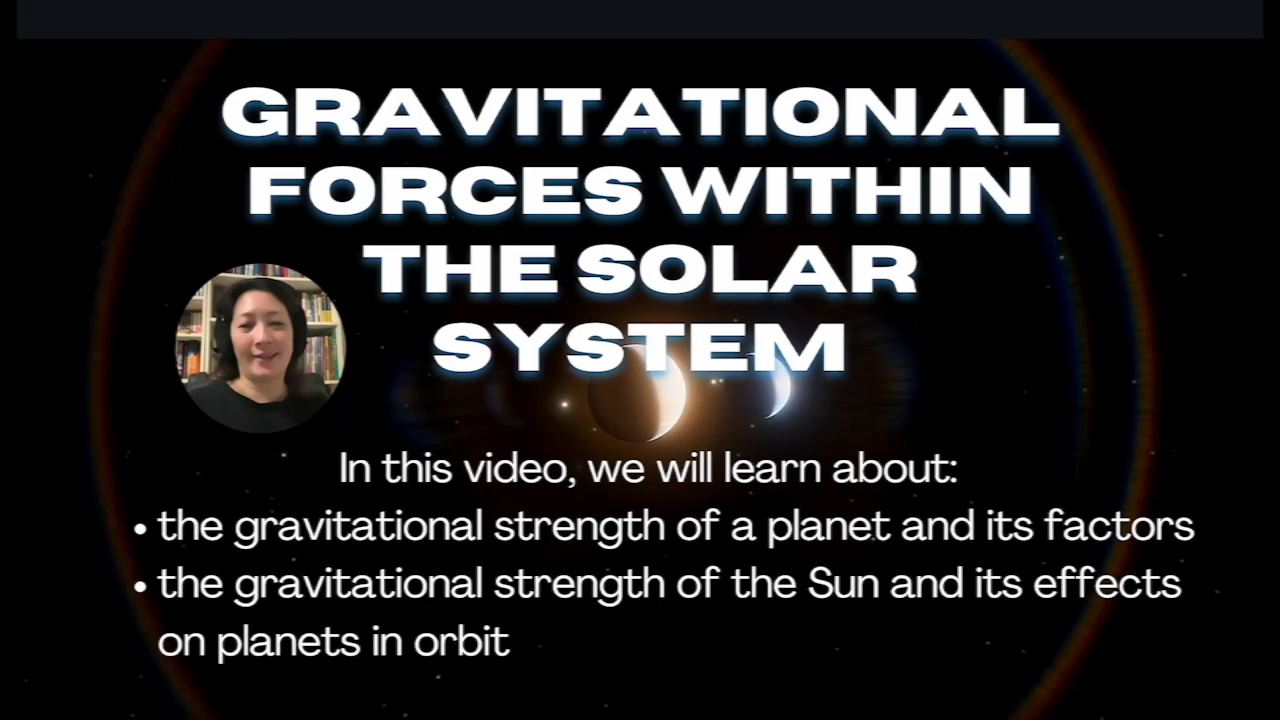 GRAVITATIONAL
FORCES WITHIN
THE SOLAR
SYSTEM
In this video, we will learn about:
• the gravitational strength of a planet and its factors
• the gravitational strength of the Sun and its effects
on planets in orbit